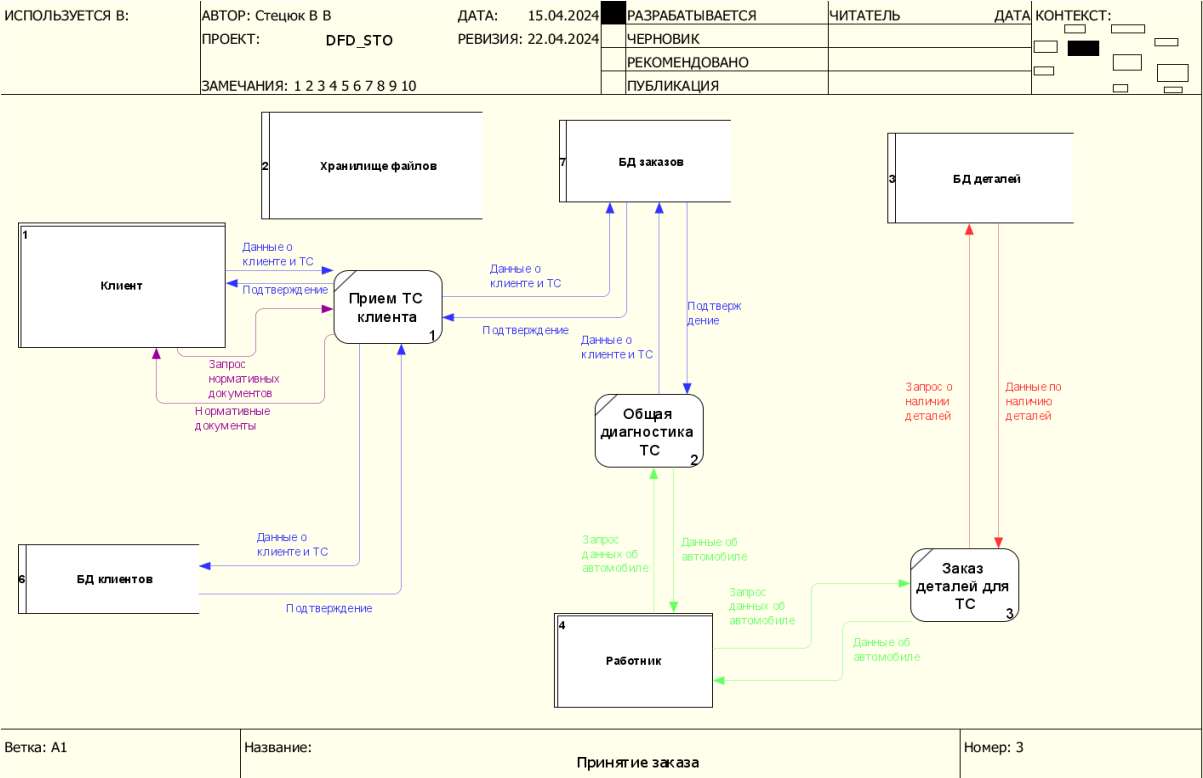 ИСПОЛЬЗУЕТСЯ В:
АВТОР: Стецюк В В
ДАТА: 15.04.2024
РАЗРАБАТЫВАЕТСЯ
ЧИТАТЕЛЬ
ДАТА
КОНТЕКСТ:
ПРОЕКТ: DFD_STO
РЕВИЗИЯ: 22.04.2024
ЧЕРНОВИК
РЕКОМЕНДОВАНО
ЗАМЕЧАНИЯ: 1 2 3 4 5 6 7 8 9 10
ПУБЛИКАЦИЯ
2
Хранилище файлов
7
БД заказов
3
БД деталей
1
Клиент
Данные о
клиенте и ТС
Подтверждение
Прием ТС
клиента
1
Данные о
клиенте и ТС
Подтверждение
Подтверж
дение
Данные о
клиенте и ТС
Запрос
нормативных
документов
Нормативные
документы
Общая
диагностика
ТС
2
Запрос о
наличии
деталей
Данные по
наличию
деталей
Данные о
клиенте и ТС
6
БД клиентов
Подтверждение
Запрос
данных об
автомобиле
Данные об
автомобиле
Заказ
деталей для
ТС
3
Запрос
данных об
автомобиле
Данные об
автомобиле
4
Работник
Ветка: A1
Название:
Принятие заказа
Номер: 3